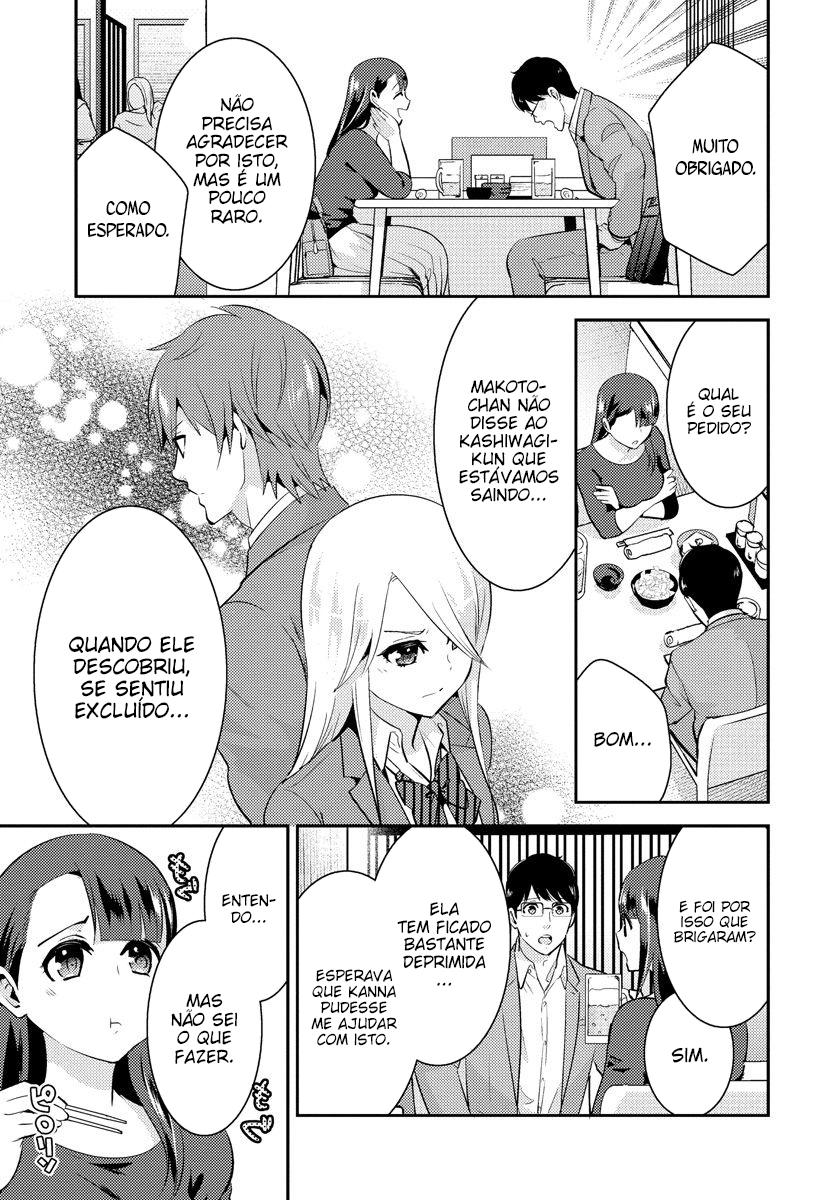 MUITO
OBRIGADO.
NÃO
PRECISA
AGRADECER
POR ISTO,
MAS É UM
POUCO
RARO.
COMO
ESPERADO.
QUAL
É O SEU
PEDIDO?
BOM...
MAKOTO-
CHAN NÃO
DISSE AO
KASHIWAGI-
KUN QUE
ESTÁVAMOS
SAINDO...
QUANDO ELE
DESCOBRIU,
SE SENTIU
EXCLUÍDO...
E FOI POR
ISSO QUE
BRIGARAM?
SIM.
ELA
TEM FICADO
BASTANTE
DEPRIMIDA
...
ESPERAVA
QUE KANNA
PUDESSE
ME AJUDAR
COM ISTO.
ENTEN-
DO...
MAS
NÃO SEI
O QUE
FAZER.